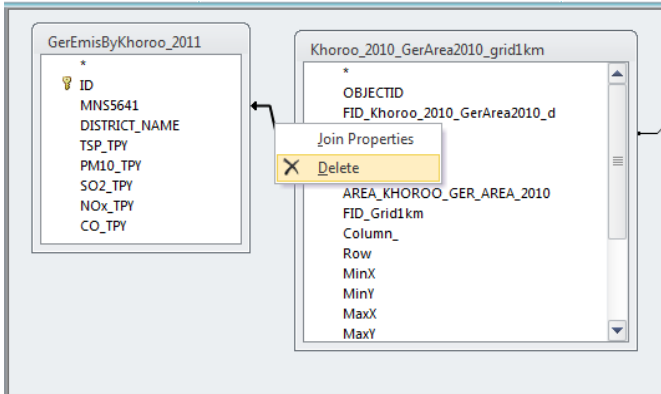 GerEmisByKhoroo_2011
*
ID
MNS5641
DISTRICT_NAME
TSP_TPY
PM10_TPY
SO2_TPY
NOx_TPY
CO_TPY
Khoroo_2010_GerArea2010_grid1km
*
OBJECTID
FID_Khoroo_2010_GerArea2010_d
Join Properties
Delete
AREA_KHOROO_GER_AREA_2010
FID_Grid1km
Column_
Row
MinX
MinY
MaxX
MaxY